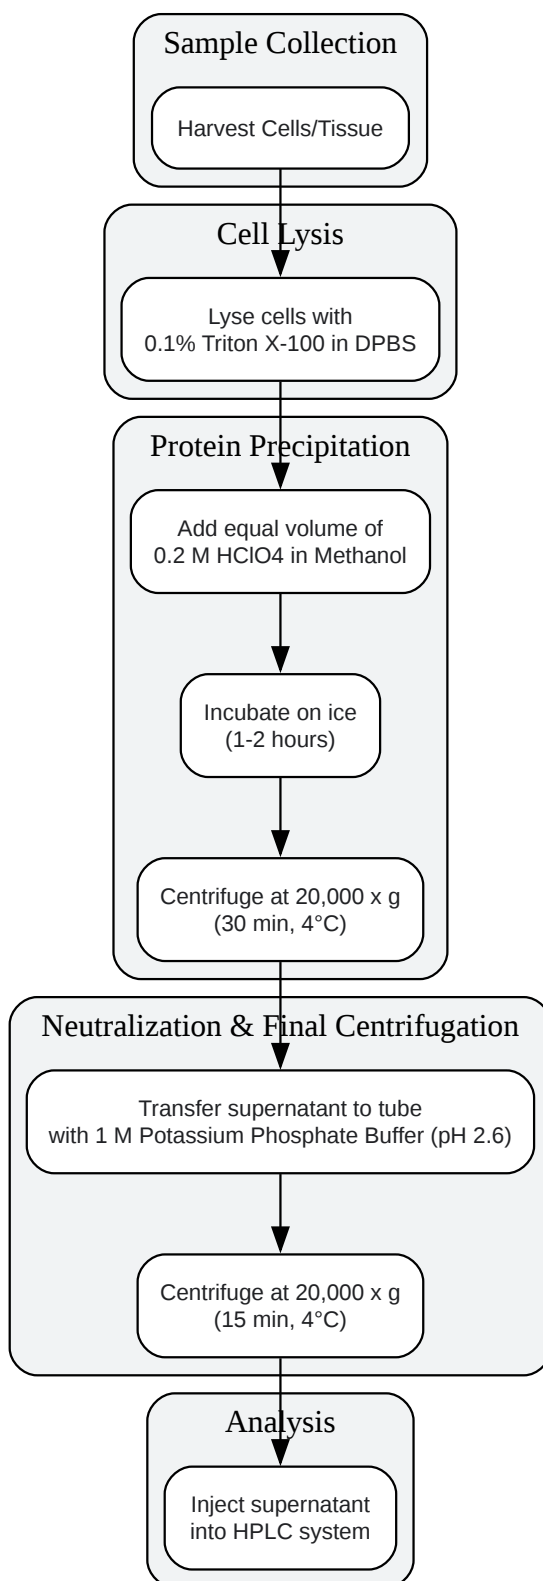 Sample Collection
Harvest Cells/Tissue
Cell Lysis
Lyse cells with
0.1% Triton X-100 in DPBS
Protein Precipitation
Add equal volume of
0.2 M HClO4 in Methanol
Incubate on ice
(1-2 hours)
Centrifuge at 20,000 x g
(30 min, 4°C)
Neutralization & Final Centrifugation
Transfer supernatant to tube
with 1 M Potassium Phosphate Buffer (pH 2.6)
Centrifuge at 20,000 x g
(15 min, 4°C)
Analysis
Inject supernatant
into HPLC system